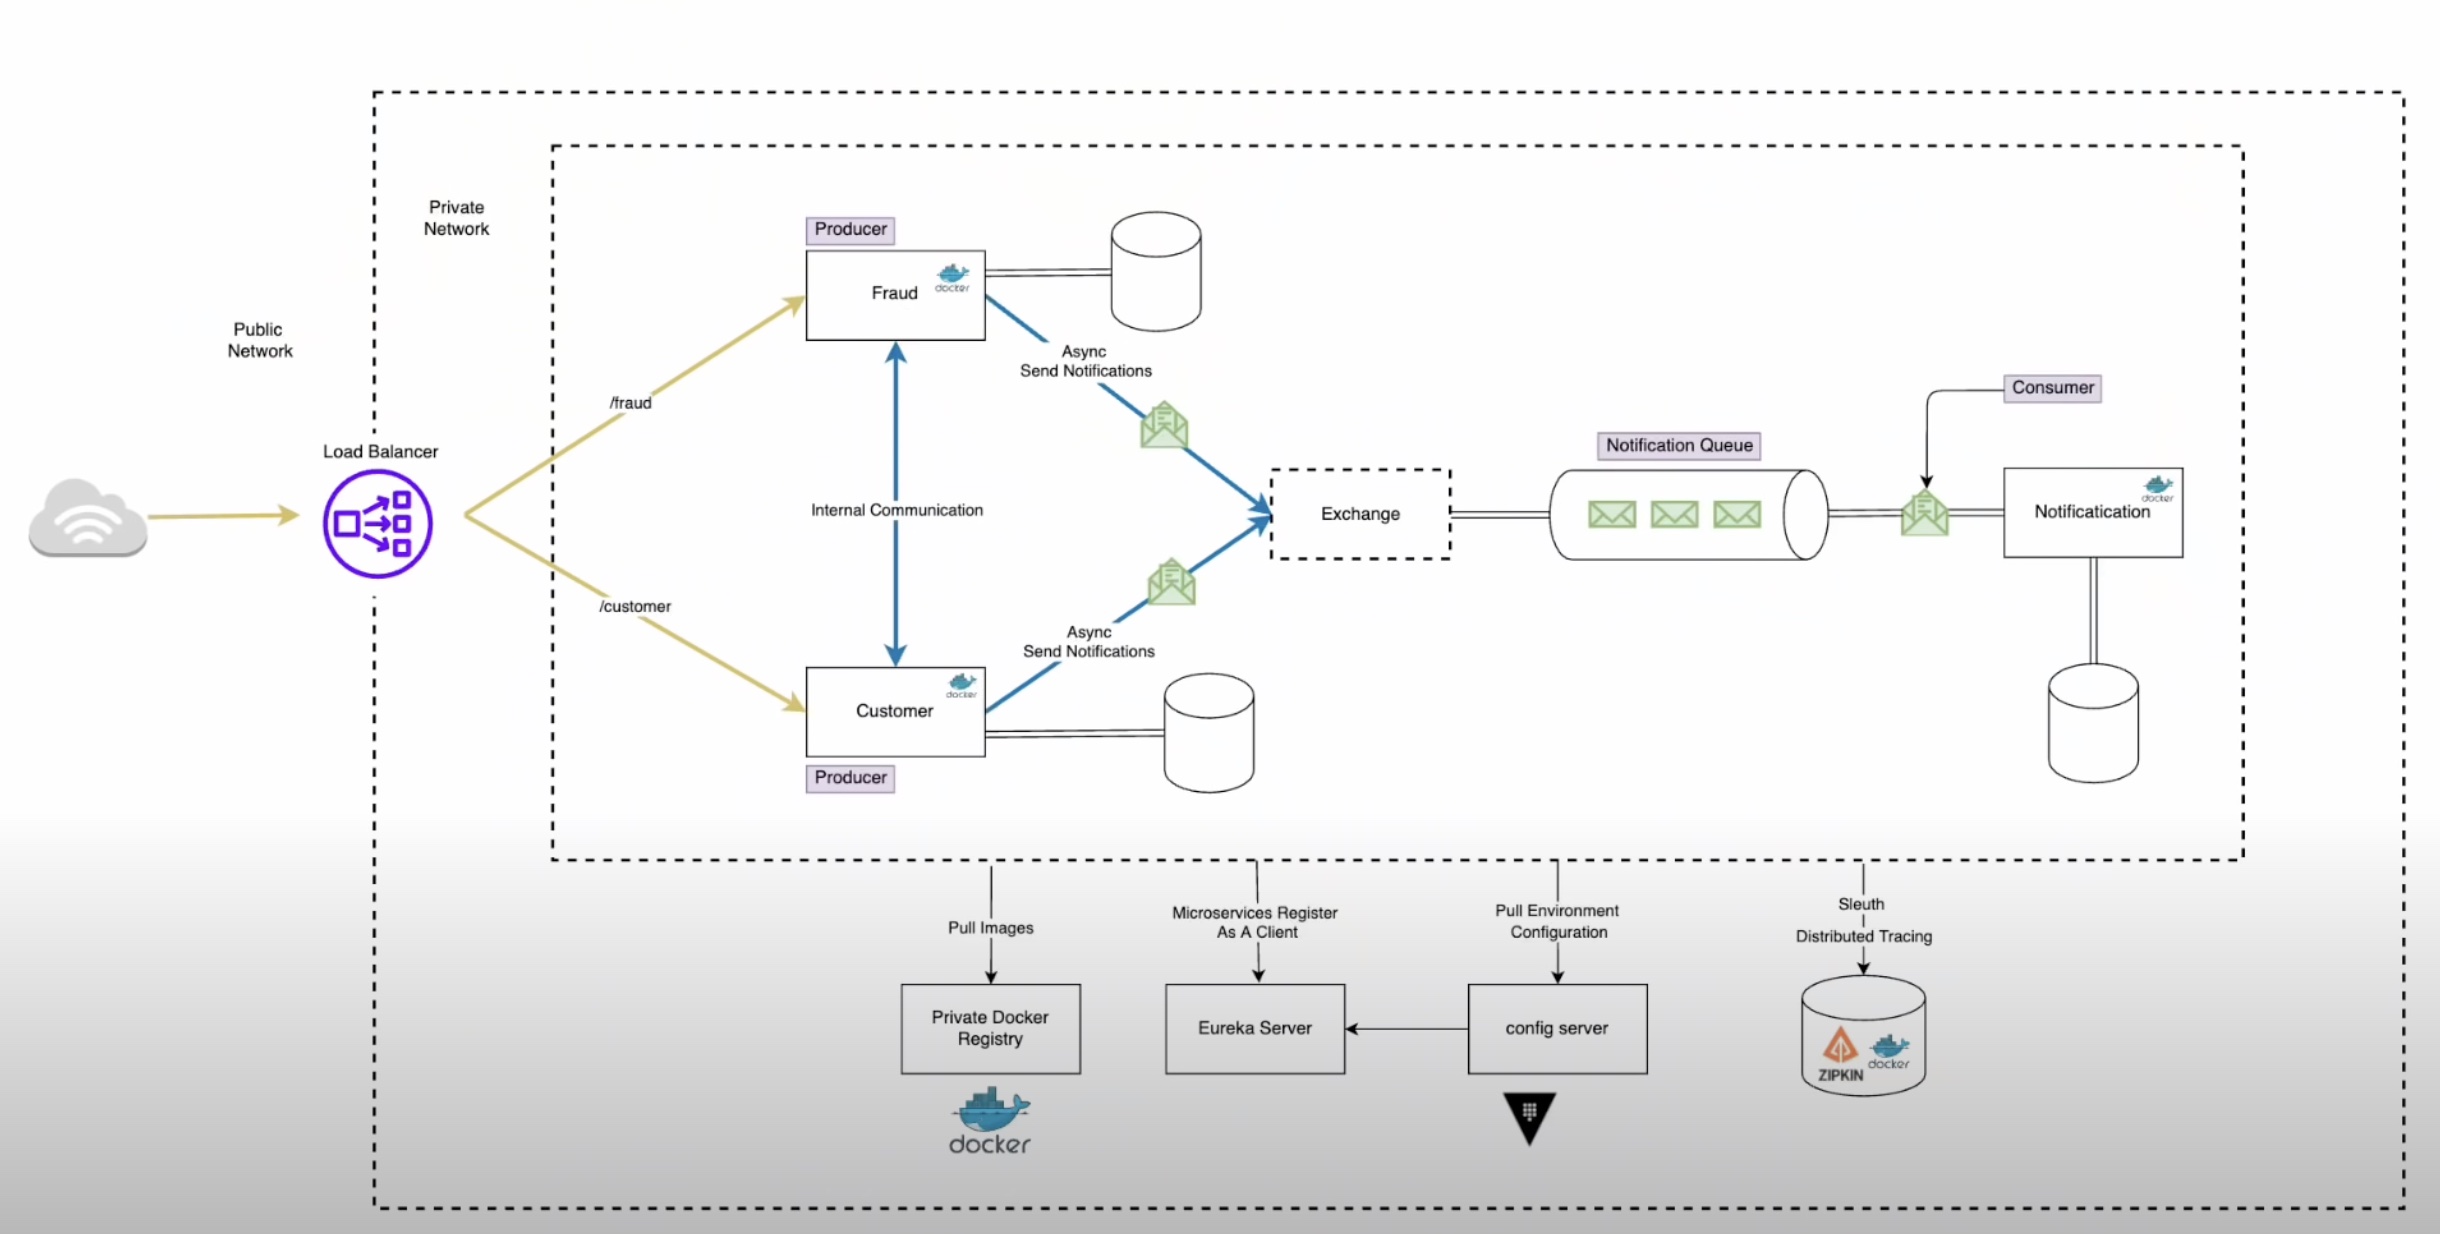 Private
Network
Public
Network
Load Balancer
/fraud
/customer
Producer
Fraud
docker
Async
Send Notifications
Internal Communication
Async
Send Notifications
docker
Customer
Producer
Exchange
Notification Queue
Consumer
docker
Notificatication
Pull Images
Microservices Register
As A Client
Pull Environment
Configuration
Sleuth
Distributed Tracing
Private Docker
Registry
docker
Eureka Server
config server
ZIPKIN
docker